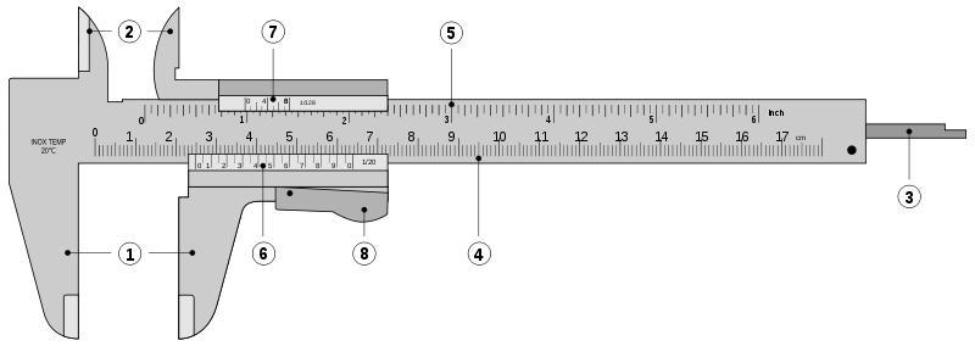 2 7 5
0 4 8 1/128
0 1 2 3 4 5 6 Inch
INOX TEMP
20°C
0 1 2 3 4 5 6 7 8 9 10 11 12 13 14 15 16 17 cm
0 1 2 3 4 5 6 7 8 9 0 1/20
3
1 6 8 4